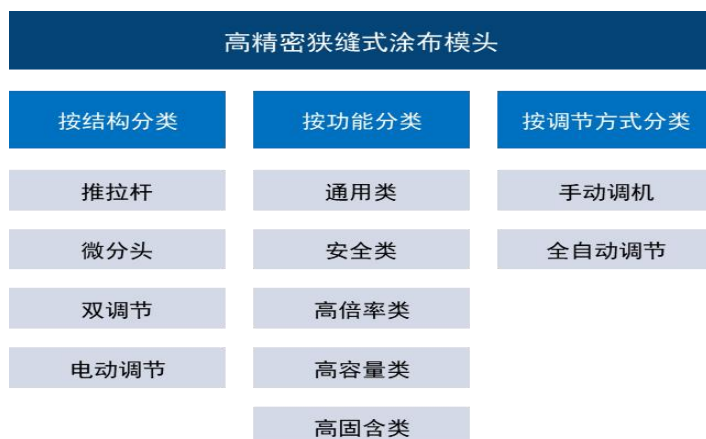 高精密狭缝式涂布模头
按结构分类
推拉杆
微分头
双调节
电动调节
按功能分类
通用类
安全类
高倍率类
高容量类
高固含类
按调节方式分类
手动调机
全自动调节